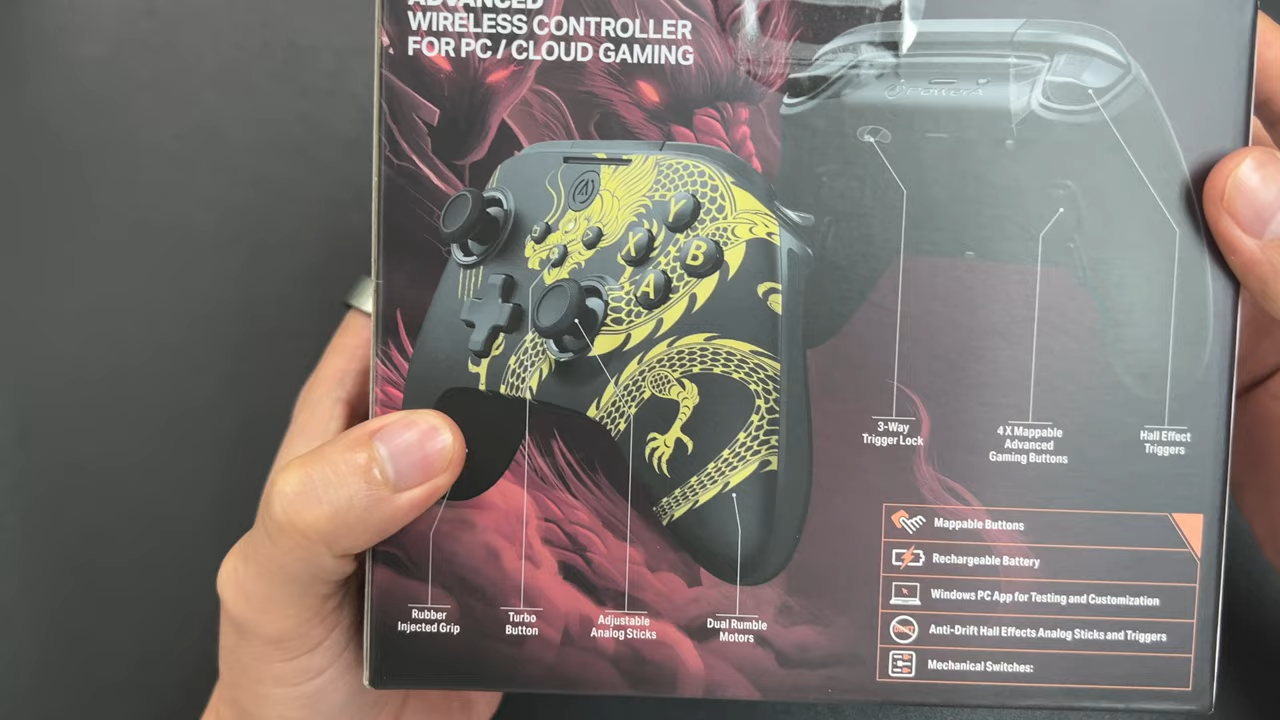 ADVANCED
WIRELESS CONTROLLER
FOR PC / CLOUD GAMING
PowerA
Y
X
B
A
3-Way
Trigger Lock
4 X Mappable
Advanced
Gaming Buttons
Hall Effect
Triggers
Mappable Buttons
Rechargeable Battery
Windows PC App for Testing and Customization
Anti-Drift Hall Effects Analog Sticks and Triggers
Mechanical Switches:
Rubber
Injected Grip
Turbo
Button
Adjustable
Analog Sticks
Dual Rumble
Motors